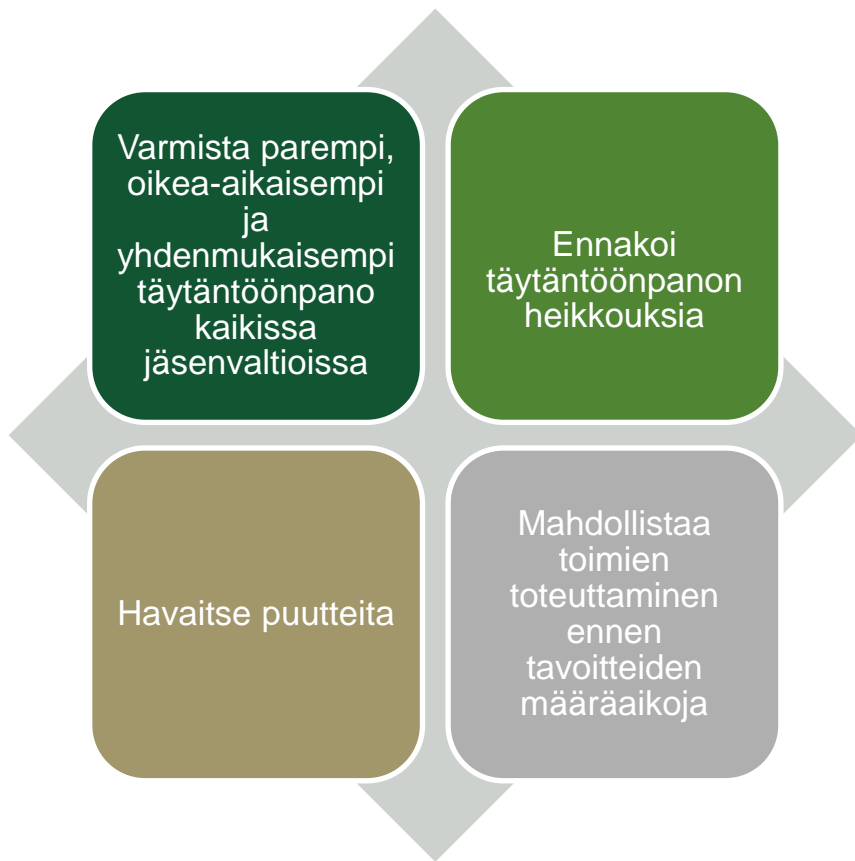 Varmista parempi,
oikea-aikaisempi
ja
yhdenmukaisempi
täytäntöönpano
kaikissa
jäsenvaltioissa
Ennakoi
täytäntöönpanon
heikkouksia
Havaitse puutteita
Mahdollistaa
toimien
toteuttaminen
ennen
tavoitteiden
määräaikoja